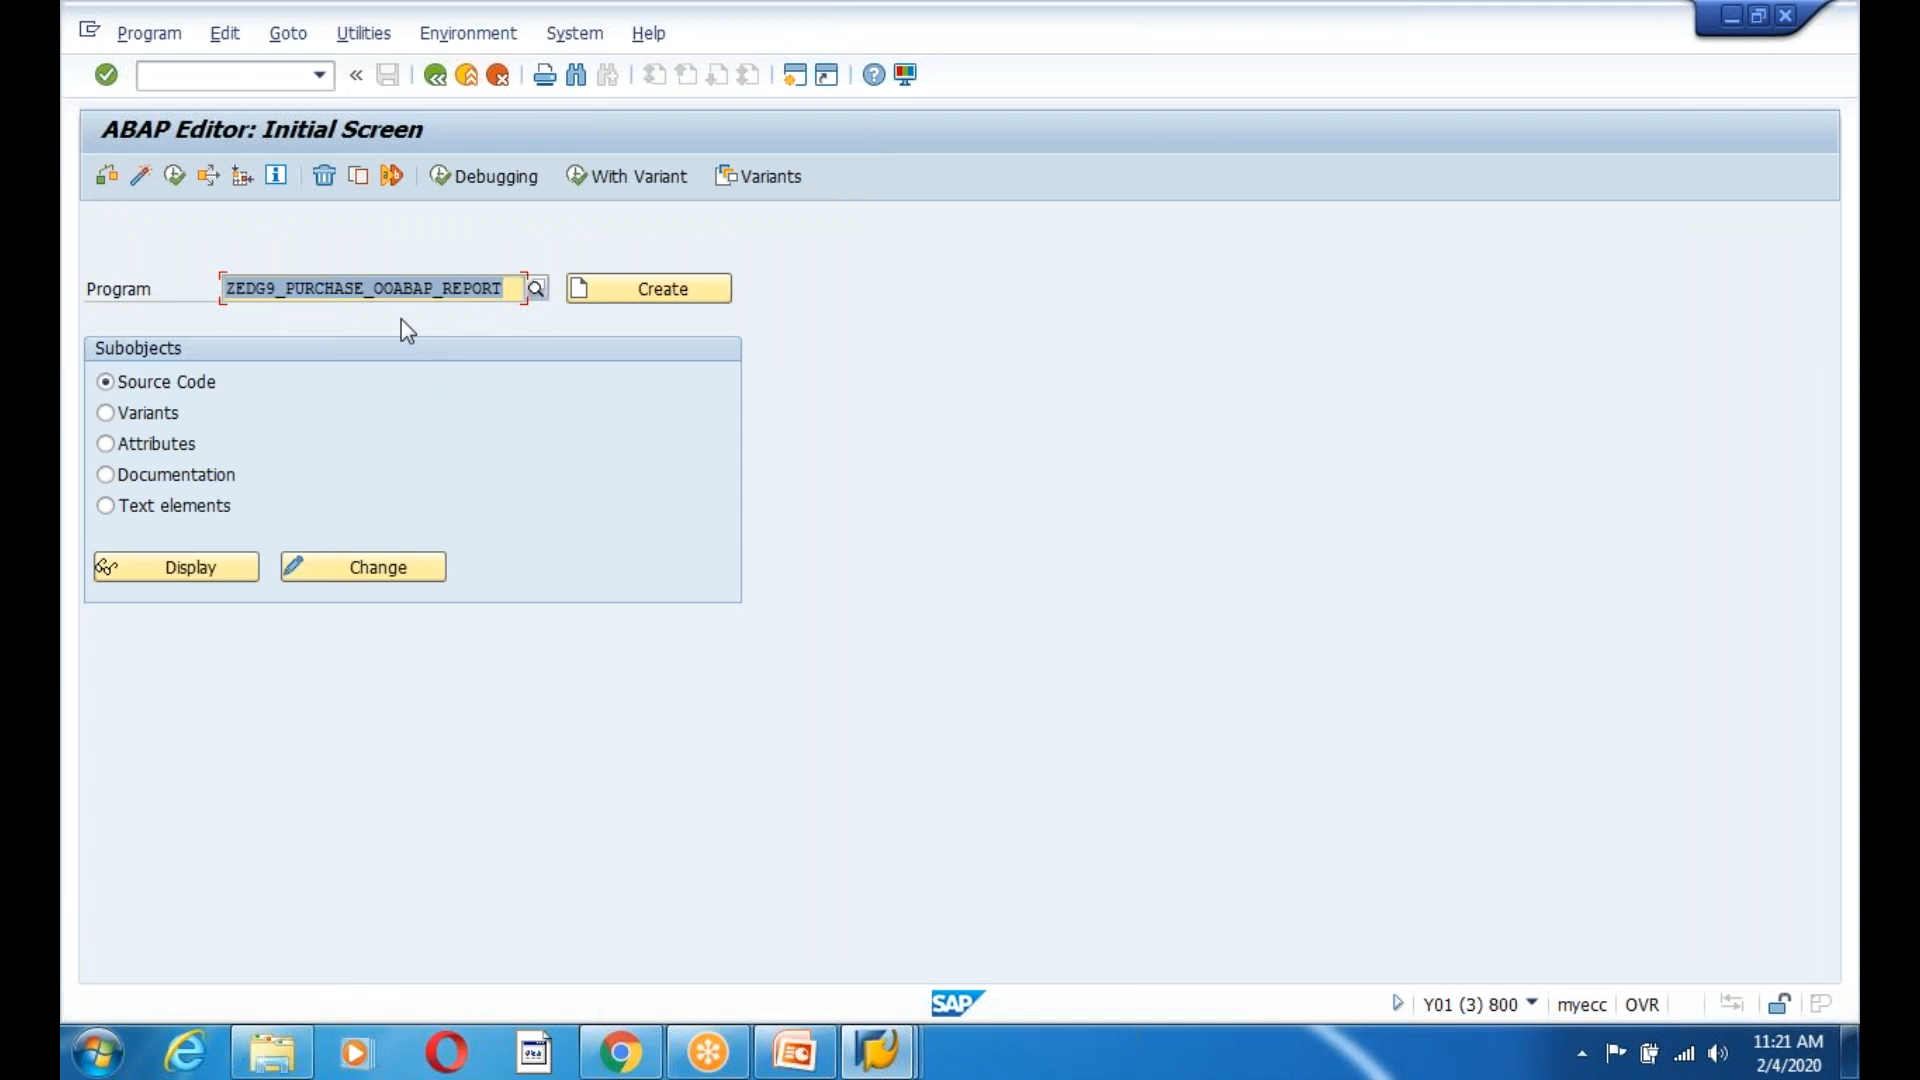 Program Edit Goto Utilities Environment System Help
ABAP Editor: Initial Screen
Debugging With Variant Variants
Program ZEDG9_PURCHASE_OOABAP_REPORT Create
Subobjects
Source Code
Variants
Attributes
Documentation
Text elements
Display Change
SAP Y01 (3) 800 myecc OVR
11:21 AM
2/4/2020